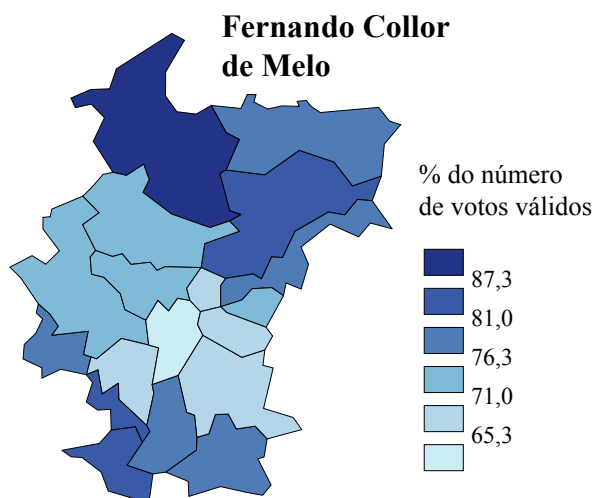 Fernando Collor
de Melo
% do número
de votos válidos
87,3
81,0
76,3
71,0
65,3